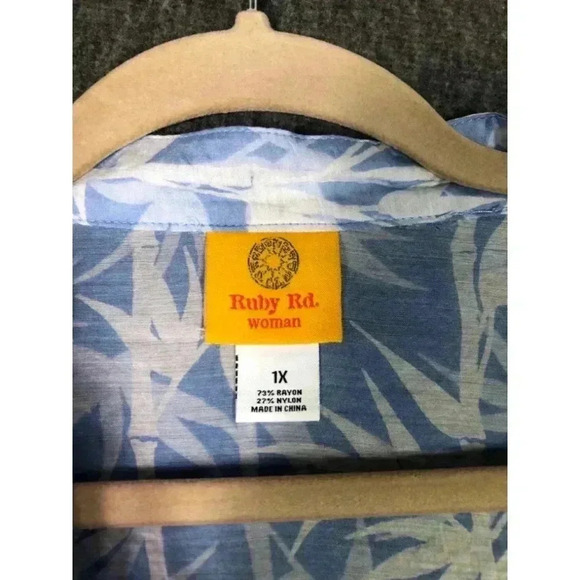 Ruby Rd.
woman
1X
73% RAYON
27% NYLON
MADE IN CHINA